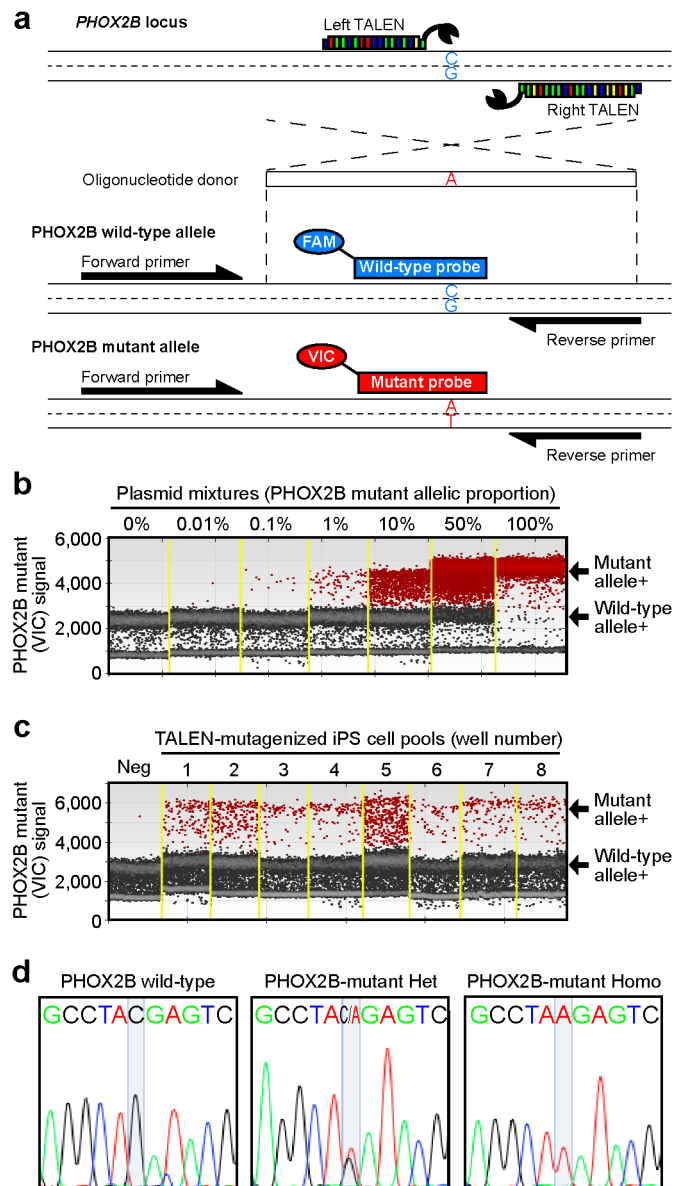 a
PHOX2B locus
Left TALEN
C
G
Right TALEN
Oligonucleotide donor
A
PHOX2B wild-type allele
FAM
Forward primer
Wild-type probe
C
G
Reverse primer
PHOX2B mutant allele
VIC
Forward primer
Mutant probe
A
T
Reverse primer
b
Plasmid mixtures (PHOX2B mutant allelic proportion)
0% 0.01% 0.1% 1% 10% 50% 100%
PHOX2B mutant
(VIC) signal
6,000
4,000
2,000
0
Mutant
allele+
Wild-type
allele+
c
TALEN-mutagenized iPS cell pools (well number)
Neg 1 2 3 4 5 6 7 8
PHOX2B mutant
(VIC) signal
6,000
4,000
2,000
0
Mutant
allele+
Wild-type
allele+
d
PHOX2B wild-type
GCCTACGAGTC
PHOX2B-mutant Het
GCCTAC/AGAGTC
PHOX2B-mutant Homo
GCCTAAGAGTC